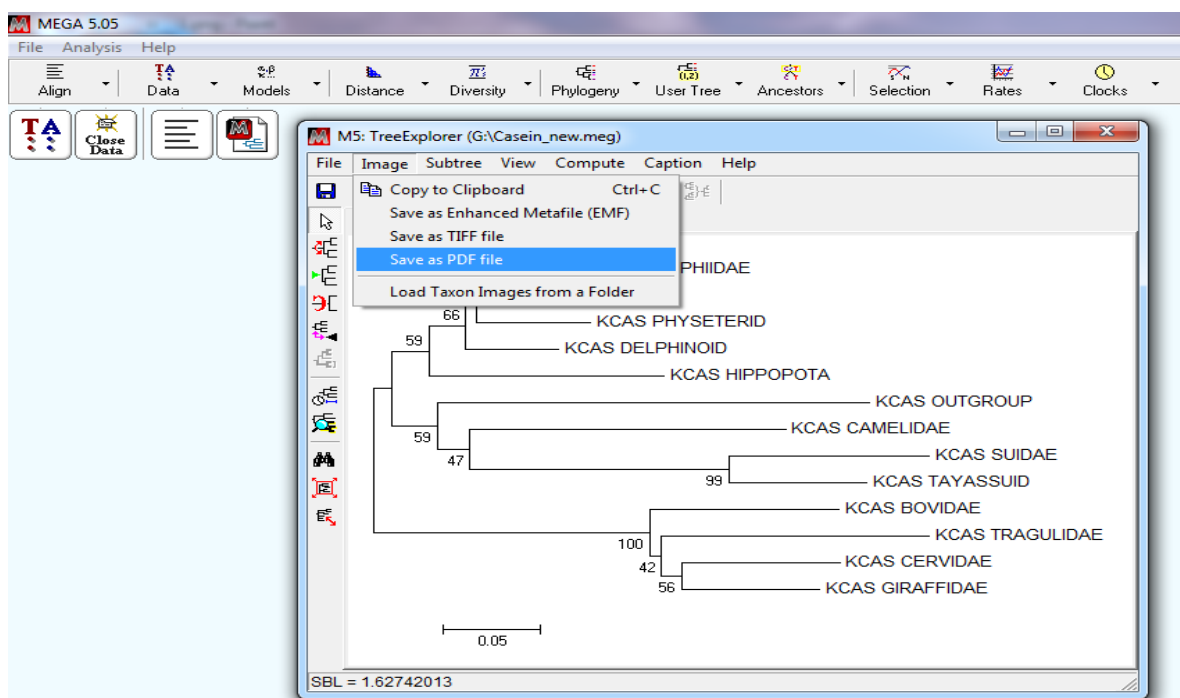 MEGA 5.05
File Analysis Help
Align Data Models Distance Diversity Phylogeny User Tree Ancestors Selection Rates Clocks
TA Close Data
M5: TreeExplorer (G:\Casein_new.meg)
File Image Subtree View Compute Caption Help
Copy to Clipboard Ctrl+C
Save as Enhanced Metafile (EMF)
Save as TIFF file
Save as PDF file
Load Taxon Images from a Folder
PHIIDAE
66
KCAS PHYSETERID
59
KCAS DELPHINOID
KCAS HIPPOPOTA
KCAS OUTGROUP
59
KCAS CAMELIDAE
47
KCAS SUIDAE
99
KCAS TAYASSUID
KCAS BOVIDAE
100
KCAS TRAGULIDAE
42
KCAS CERVIDAE
56
KCAS GIRAFFIDAE
0.05
SBL = 1.62742013